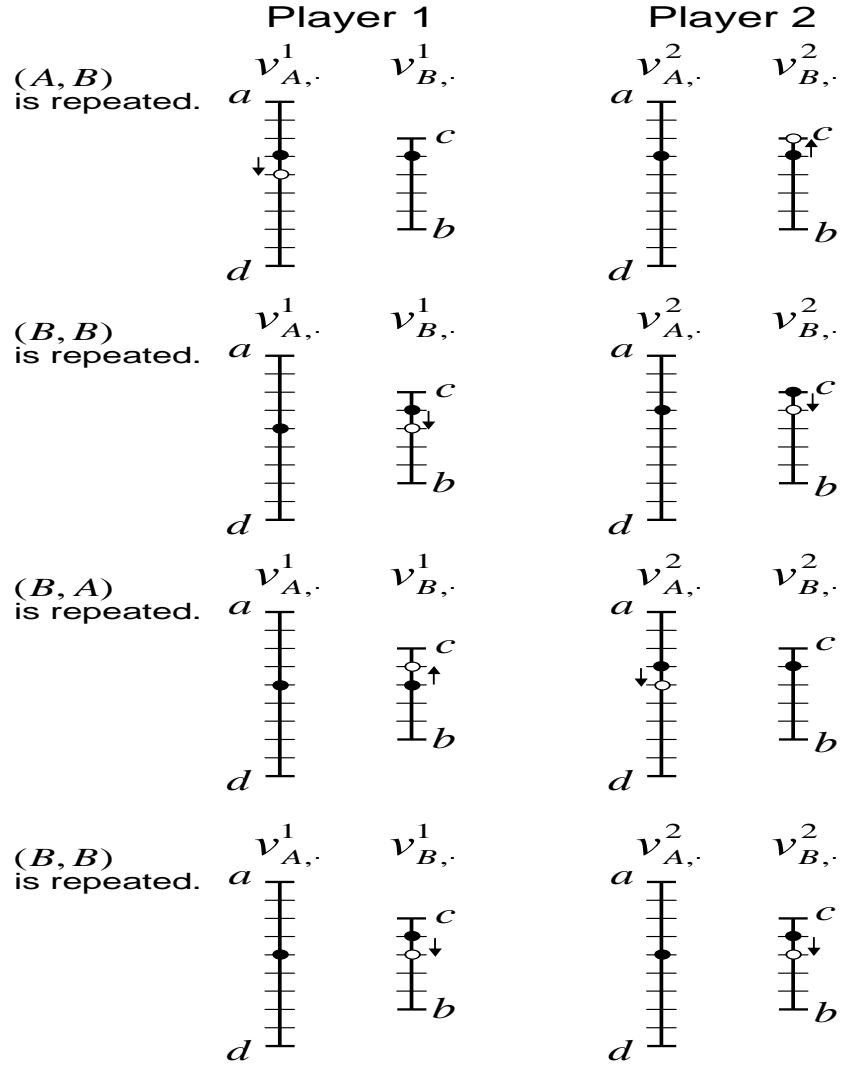 Player 1 Player 2
(A, B) is repeated. v^1_{A,·} v^1_{B,·} v^2_{A,·} v^2_{B,·}
a c c
b b
d d
(B, B) is repeated. v^1_{A,·} v^1_{B,·} v^2_{A,·} v^2_{B,·}
a c a c
b b
d d
(B, A) is repeated. v^1_{A,·} v^1_{B,·} v^2_{A,·} v^2_{B,·}
a c a c
b b
d d
(B, B) is repeated. v^1_{A,·} v^1_{B,·} v^2_{A,·} v^2_{B,·}
a c a c
b b
d d